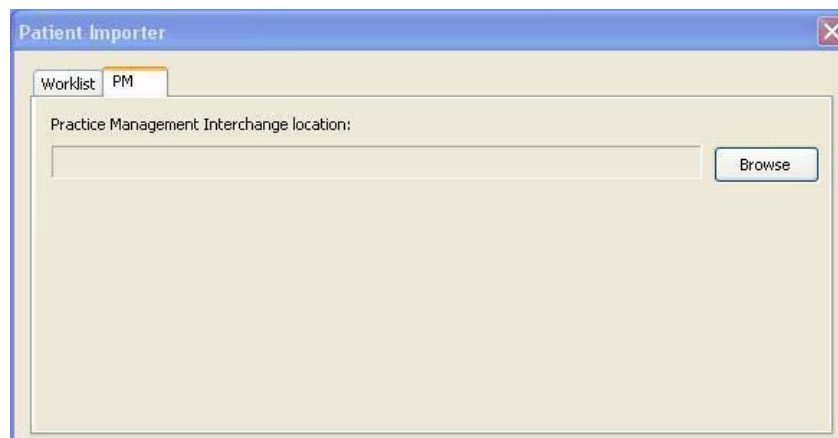 Patient Importer
Worklist PM
Practice Management Interchange location:
Browse